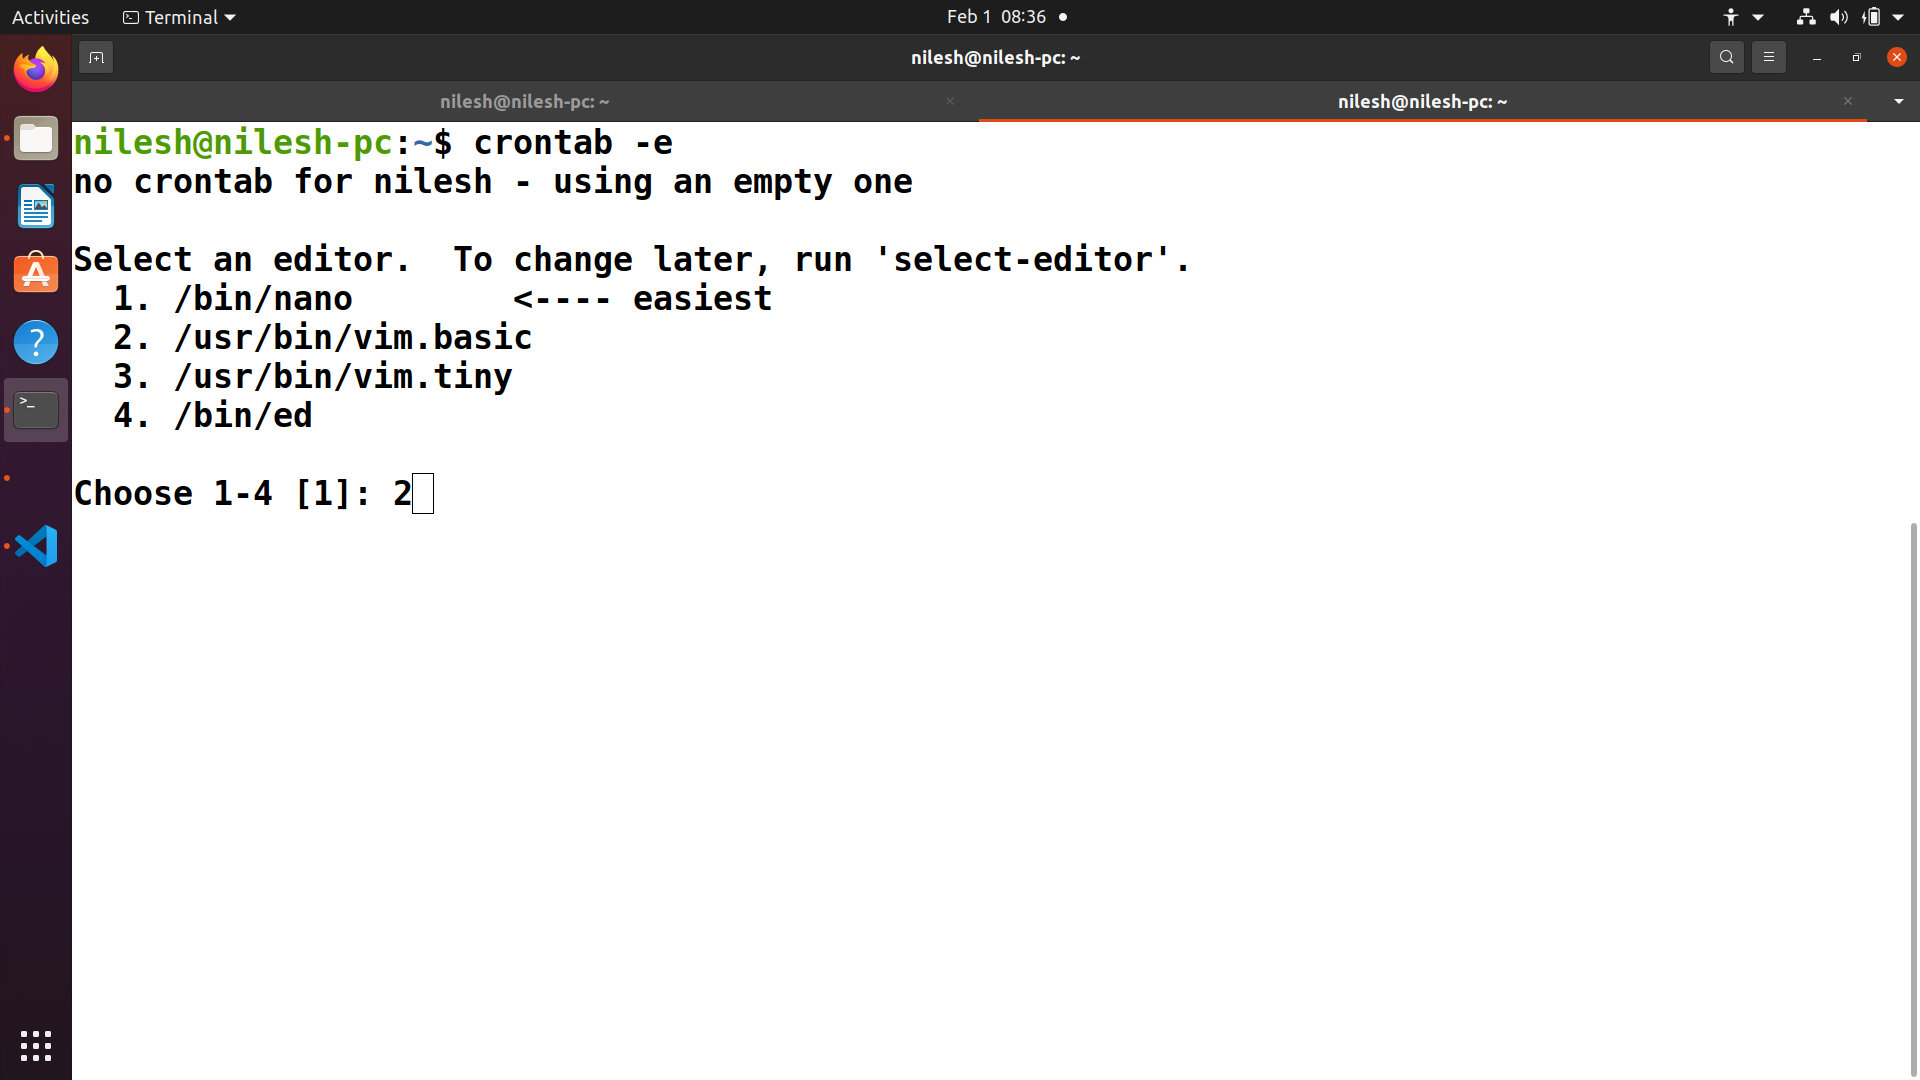 Activities Terminal Feb 1 08:36
nilesh@nilesh-pc: ~
nilesh@nilesh-pc: ~ nilesh@nilesh-pc: ~
nilesh@nilesh-pc:~$ crontab -e
no crontab for nilesh - using an empty one
Select an editor.  To change later, run 'select-editor'.
  1. /bin/nano        <---- easiest
  2. /usr/bin/vim.basic
  3. /usr/bin/vim.tiny
  4. /bin/ed
Choose 1-4 [1]: 2